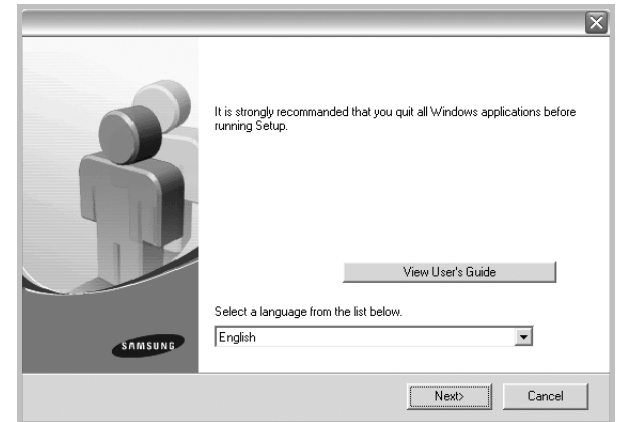 It is strongly recommanded that you quit all Windows applications before
running Setup.
View User's Guide
Select a language from the list below.
English
SAMSUNG
Next>
Cancel